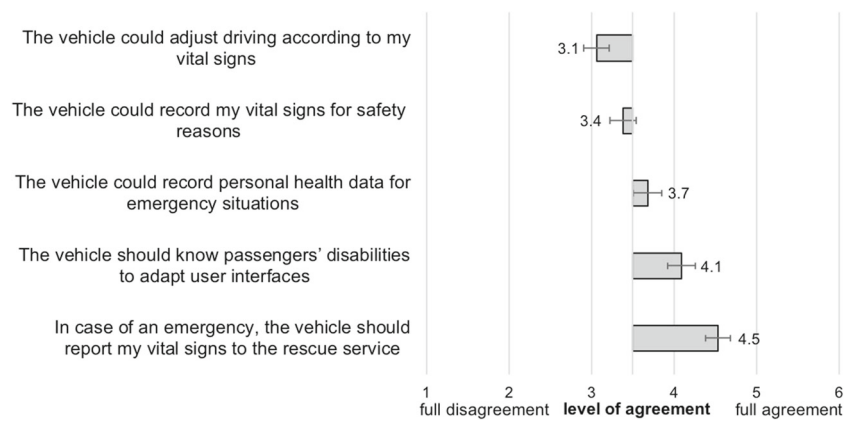 The vehicle could adjust driving according to my
vital signs
3.1
The vehicle could record my vital signs for safety
reasons
3.4
The vehicle could record personal health data for
emergency situations
3.7
The vehicle should know passengers’ disabilities
to adapt user interfaces
4.1
In case of an emergency, the vehicle should
report my vital signs to the rescue service
4.5
1 2 3 4 5 6
full disagreement level of agreement full agreement